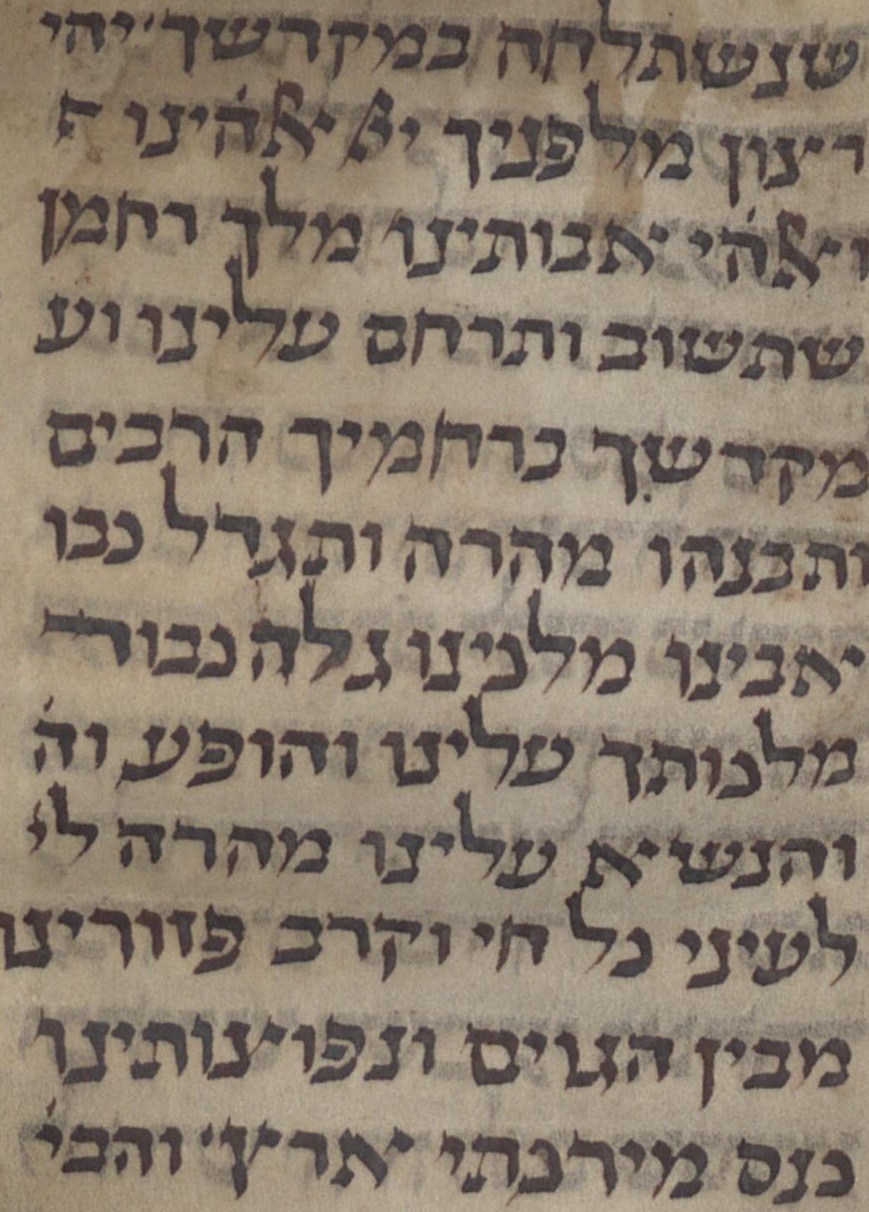 שנשתלחה במקדשך יהי
רצון מלפניך יי אלהינו
ואלהי אבותינו מלך רחמן
שתשוב ותרחם עלינו וע
מקדשך ברחמיך הרבים
ותבנהו מהרה ותגדל כבו
אבינו מלכינו גלה כבוד
מלכותך עלינו והופע וה
והנשא עלינו מהרה לי
לעיני כל חי וקרב פזורינו
מבין הגוים ונפוצותינו
כנס מירכתי ארץ והבי